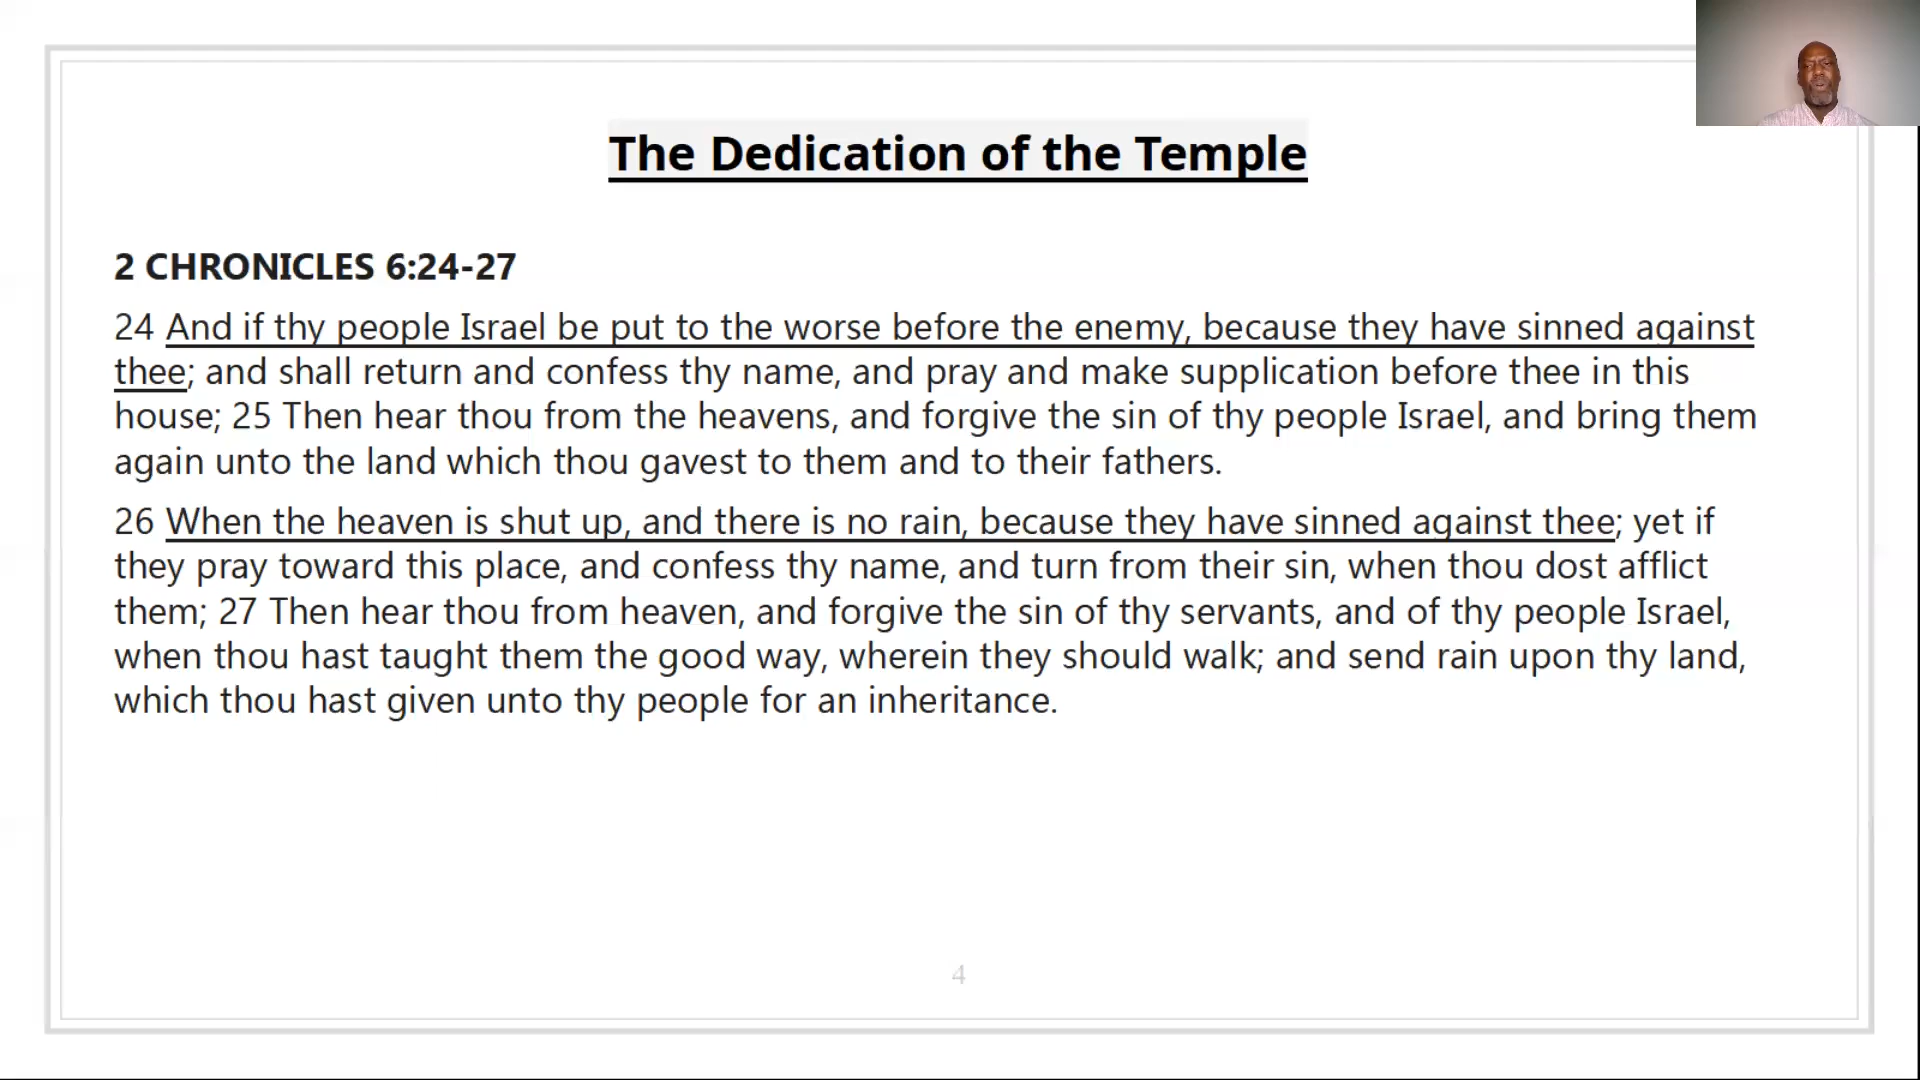 The Dedication of the Temple
2 CHRONICLES 6:24-27
24 And if thy people Israel be put to the worse before the enemy, because they have sinned against
thee; and shall return and confess thy name, and pray and make supplication before thee in this
house; 25 Then hear thou from the heavens, and forgive the sin of thy people Israel, and bring them
again unto the land which thou gavest to them and to their fathers.
26 When the heaven is shut up, and there is no rain, because they have sinned against thee; yet if
they pray toward this place, and confess thy name, and turn from their sin, when thou dost afflict
them; 27 Then hear thou from heaven, and forgive the sin of thy servants, and of thy people Israel,
when thou hast taught them the good way, wherein they should walk; and send rain upon thy land,
which thou hast given unto thy people for an inheritance.
4